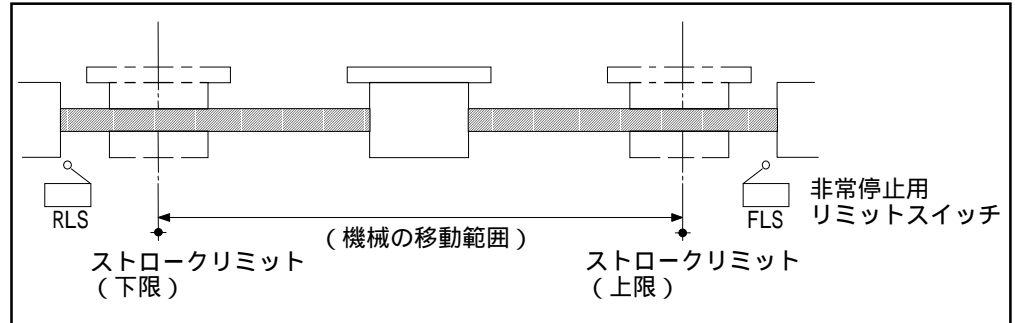 RLS
FLS
非常停止用
リミットスイッチ
（機械の移動範囲）
ストロークリミット
（下限）
ストロークリミット
（上限）